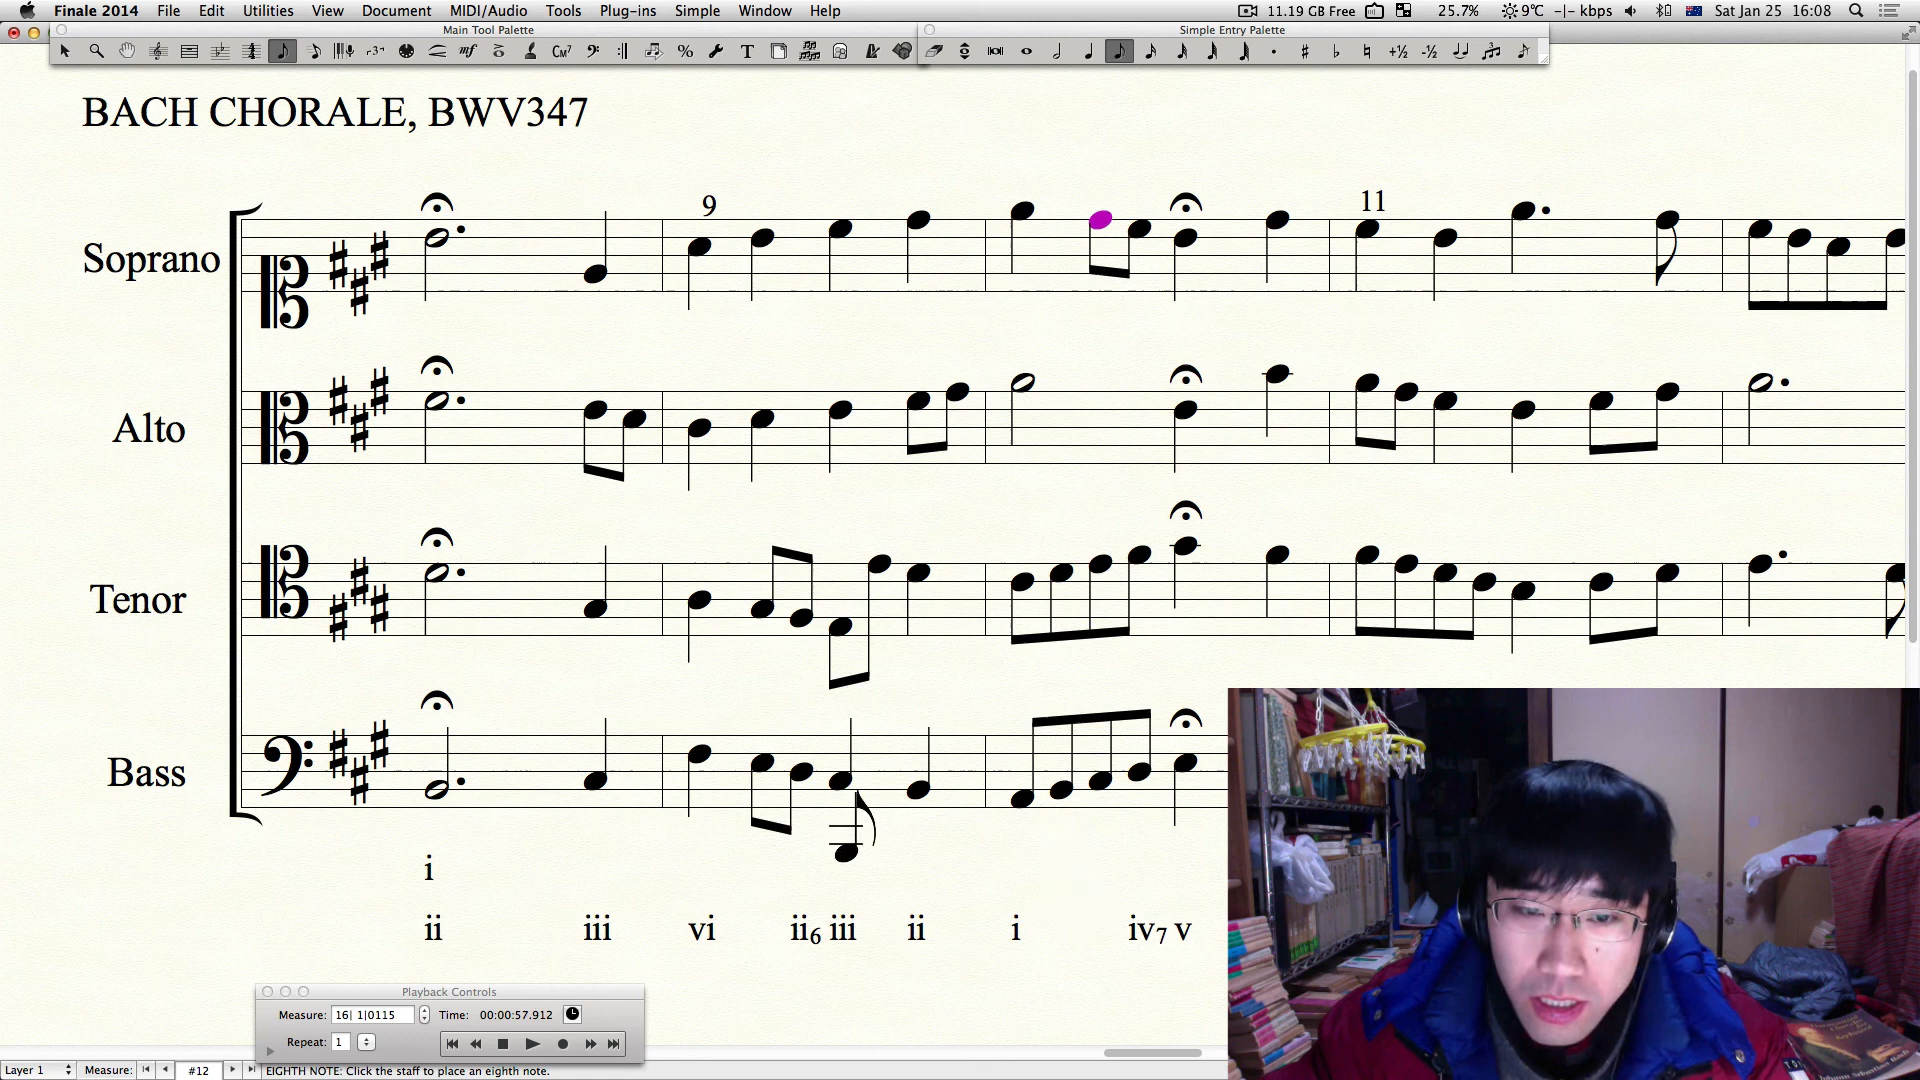 Finale 2014 File Edit Utilities View Window Document MIDI/Audio Tools Plug-ins Simple Window Help
11.19 GB Free 25.7% 9°C -|- kbps Sat Jan 25 16:08
Main Tool Palette
Simple Entry Palette
BACH CHORALE, BWV347
9
11
Soprano
Alto
Tenor
Bass
i
ii iii vi ii6 iii ii i iv7 v
Playback Controls
Measure: 16| 1|0115 Time: 00:00:57.912
Repeat: 1
Layer 1 Measure: #12 EIGHTH NOTE: Click the staff to place an eighth note.